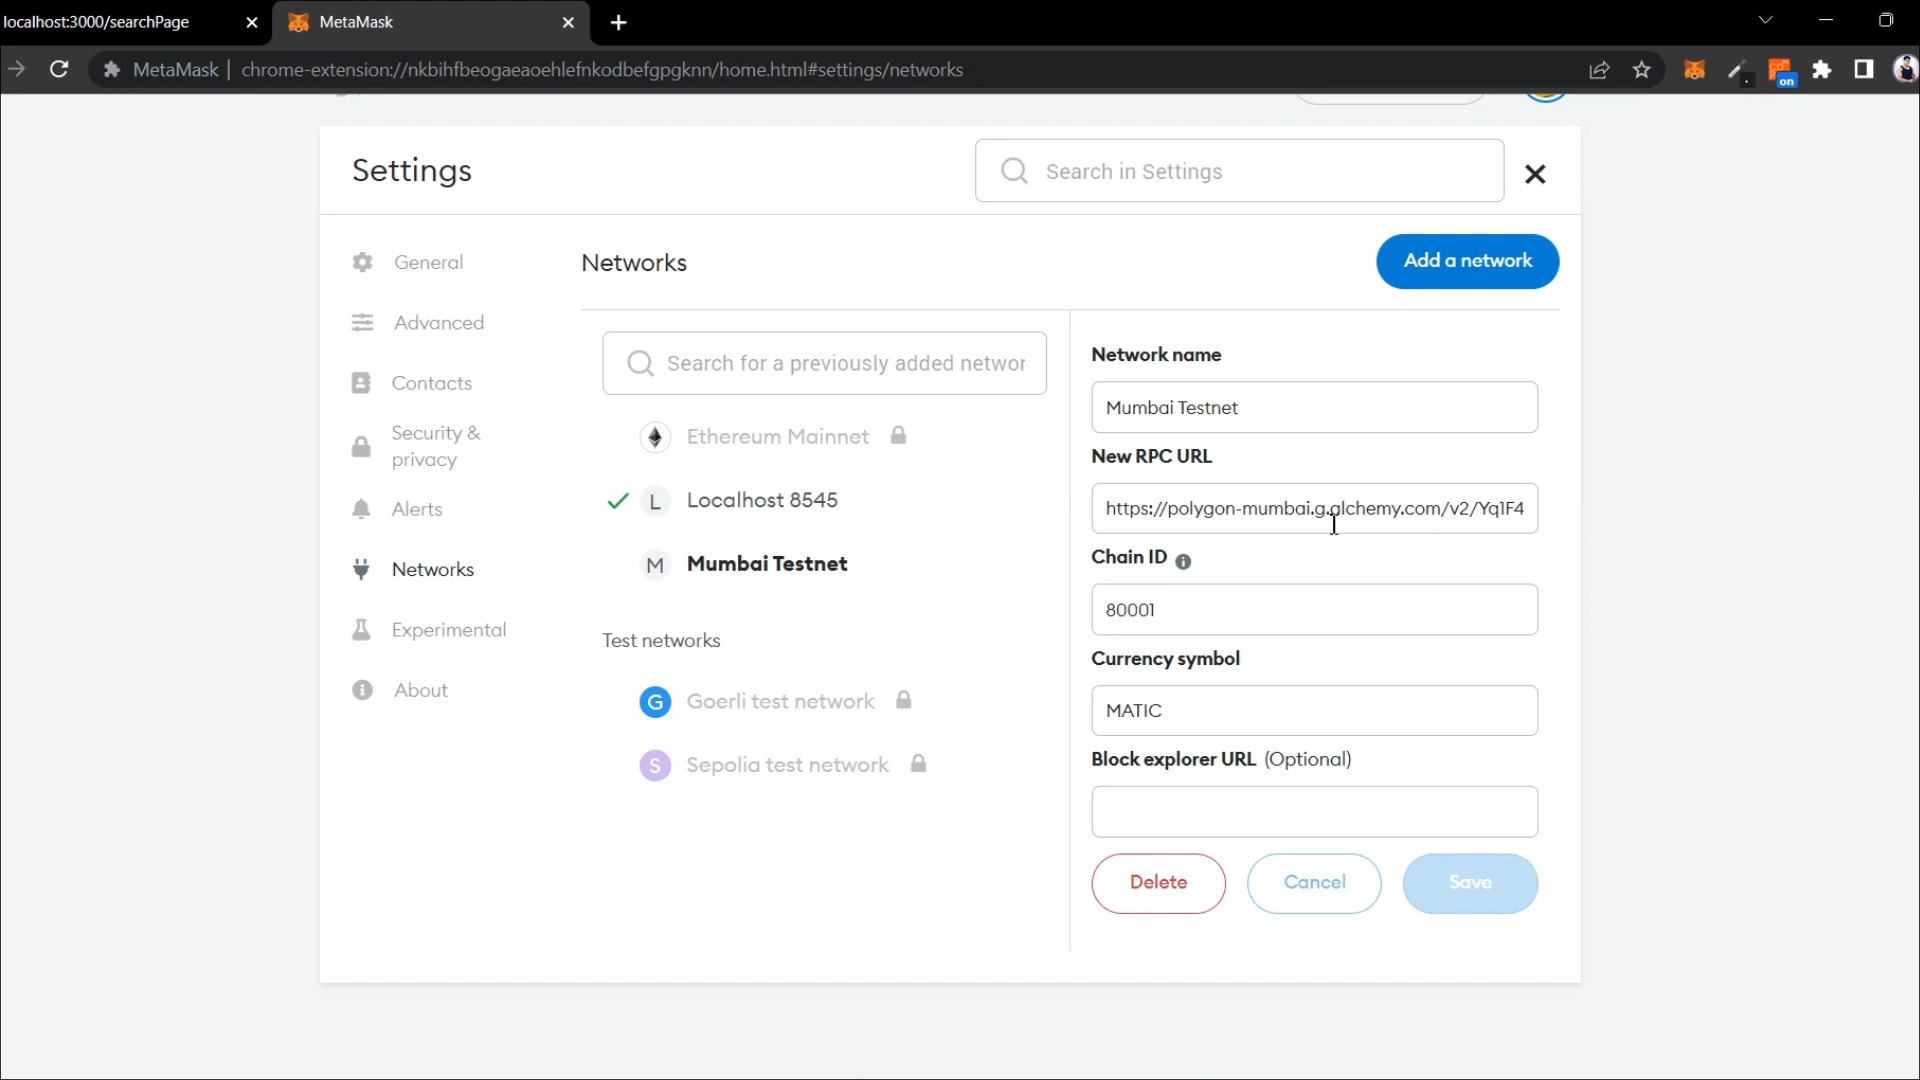 localhost:3000/searchPage
MetaMask
MetaMask | chrome-extension://nkbihfbeogaeaoehlefnkodbefgpgknn/home.html#settings/networks
on
Settings
Search in Settings
General
Advanced
Contacts
Security &
privacy
Alerts
Networks
Experimental
About
Networks
Add a network
Search for a previously added networ
Ethereum Mainnet
L Localhost 8545
M Mumbai Testnet
Test networks
G Goerli test network
S Sepolia test network
Network name
Mumbai Testnet
New RPC URL
https://polygon-mumbai.g.alchemy.com/v2/Yq1F4
Chain ID
80001
Currency symbol
MATIC
Block explorer URL (Optional)
Delete
Cancel
Save